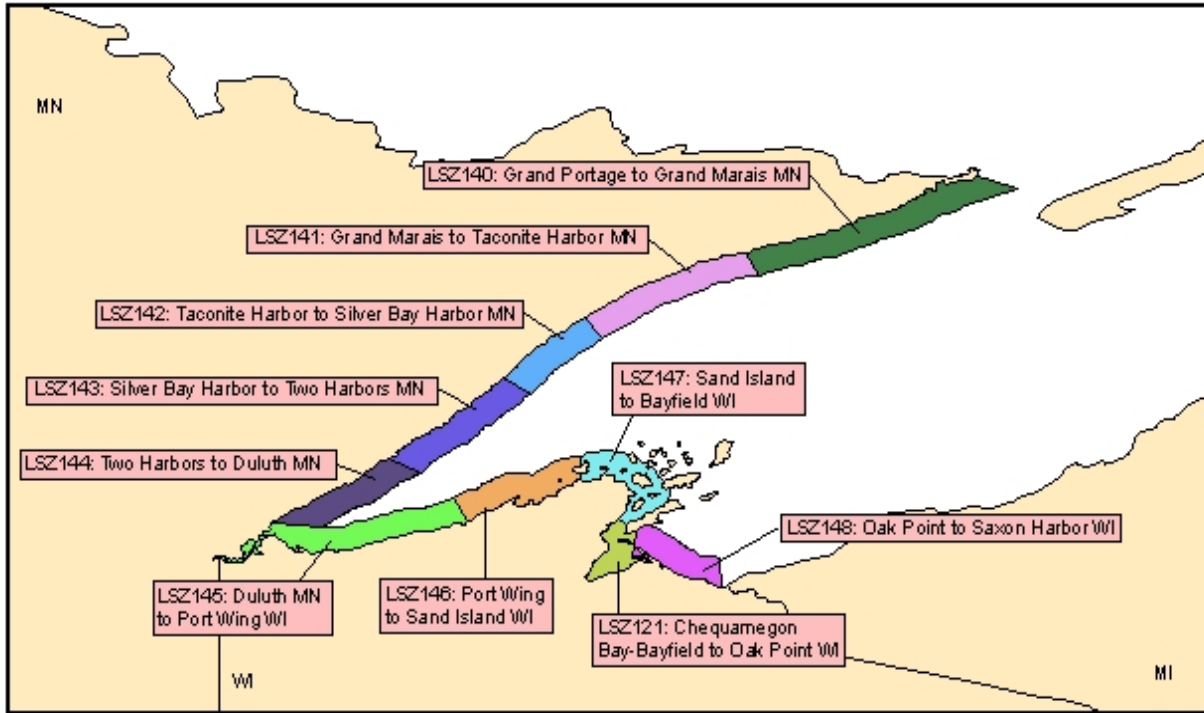 MN
LSZ140: Grand Portage to Grand Marais MN
LSZ141: Grand Marais to Taconite Harbor MN
LSZ142: Taconite Harbor to Silver Bay Harbor MN
LSZ147: Sand Island
to Bayfield WI
LSZ143: Silver Bay Harbor to Two Harbors MN
LSZ144: Two Harbors to Duluth MN
LSZ148: Oak Point to Saxon Harbor WI
LSZ145: Duluth MN
to Port Wing WI
LSZ146: Port Wing
to Sand Island WI
LSZ121: Chequamegon
Bay-Bayfield to Oak Point WI
WI
MI